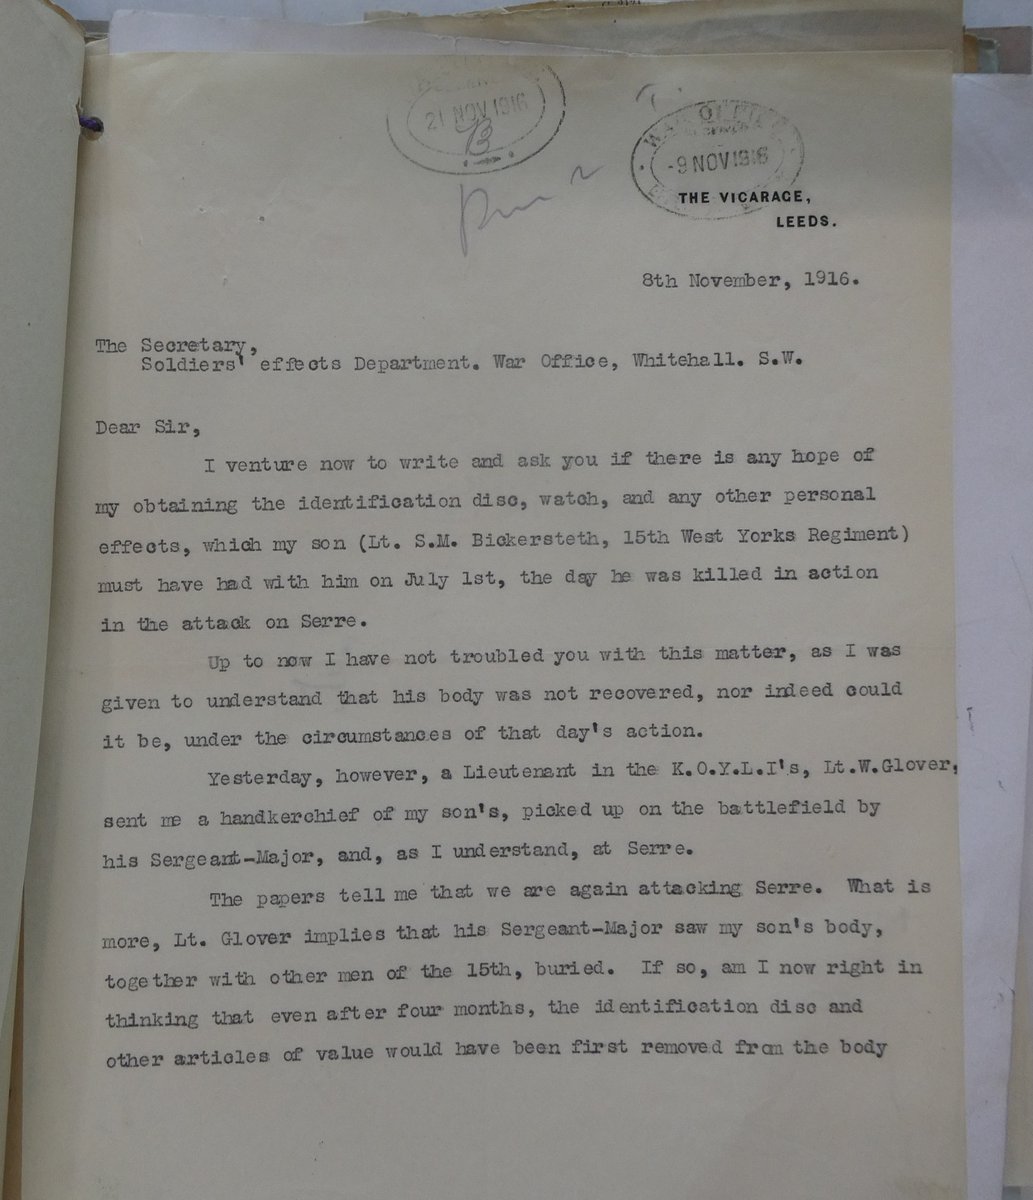 21 NOV 1916
B
WAR OFFICE
-9 NOV 1916
THE VICARAGE,
LEEDS.
8th November, 1916.
The Secretary,
Soldiers' effects Department. War Office, Whitehall. S.W.
Dear Sir,
I venture now to write and ask you if there is any hope of
my obtaining the identification disc, watch, and any other personal
effects, which my son (Lt. S.M. Bickersteth, 15th West Yorks Regiment)
must have had with him on July 1st, the day he was killed in action
in the attack on Serre.
Up to now I have not troubled you with this matter, as I was
given to understand that his body was not recovered, nor indeed could
it be, under the circumstances of that day's action.
Yesterday, however, a Lieutenant in the K.O.Y.L.I's, Lt.W.Glover,
sent me a handkerchief of my son's, picked up on the battlefield by
his Sergeant-Major, and, as I understand, at Serre.
The papers tell me that we are again attacking Serre. What is
more, Lt. Glover implies that his Sergeant-Major saw my son's body,
together with other men of the 15th, buried. If so, am I now right in
thinking that even after four months, the identification disc and
other articles of value would have been first removed from the body